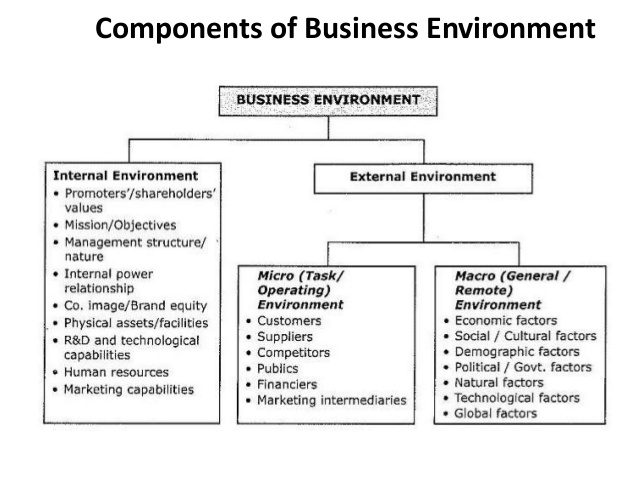 Components of Business Environment
BUSINESS ENVIRONMENT
Internal Environment
• Promoters'/shareholders'
values
• Mission/Objectives
• Management structure/
nature
• Internal power
relationship
• Co. image/Brand equity
• Physical assets/facilities
• R&D and technological
capabilities
• Human resources
• Marketing capabilities
External Environment
Micro (Task/
Operating)
Environment
• Customers
• Suppliers
• Competitors
• Publics
• Financiers
• Marketing intermediaries
Macro (General /
Remote)
Environment
• Economic factors
• Social / Cultural factors
• Demographic factors
• Political / Govt. factors
• Natural factors
• Technological factors
• Global factors